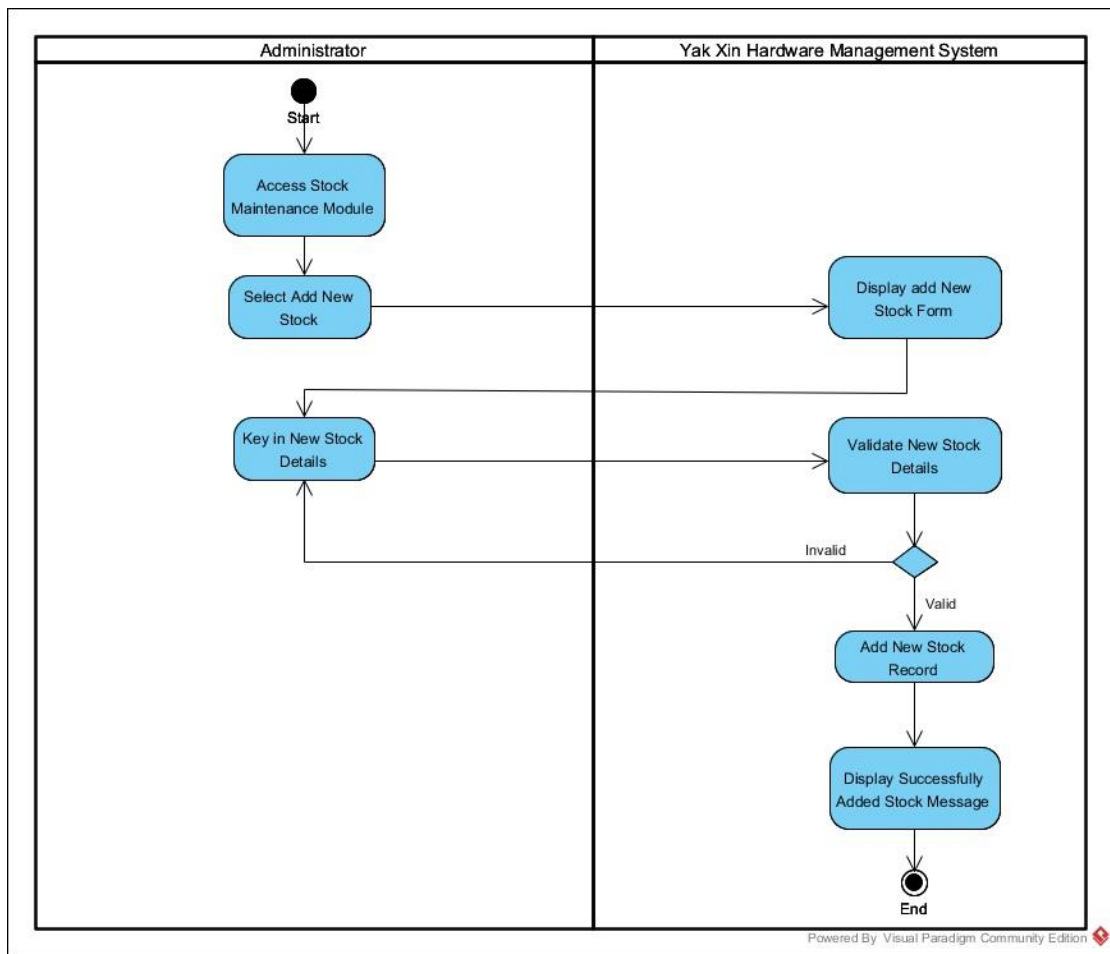 Administrator
Yak Xin Hardware Management System
Start
Access Stock
Maintenance Module
Select Add New
Stock
Display add New
Stock Form
Key in New Stock
Details
Validate New Stock
Details
Invalid
Valid
Add New Stock
Record
Display Successfully
Added Stock Message
End
Powered By Visual Paradigm Community Edition